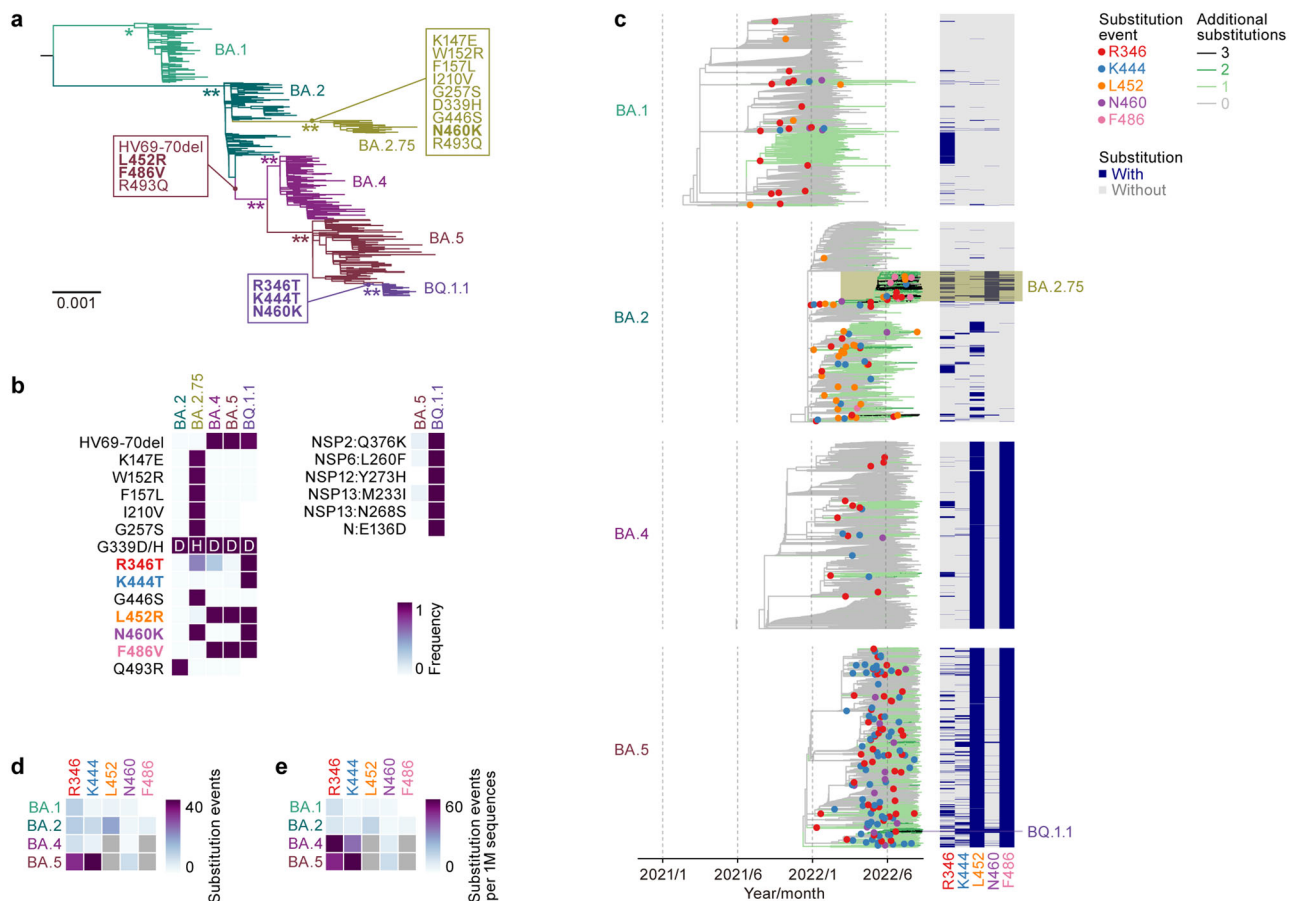 a
BA.1
*
BA.2
**
K147E
W152R
F157L
I210V
G257S
D339H
G446S
N460K
R493Q
**
BA.2.75
HV69-70del
L452R
F486V
R493Q
**
BA.4
**
BA.5
**
R346T
K444T
N460K
**
BQ.1.1
0.001
b
BA.2
BA.2.75
BA.4
BA.5
BQ.1.1
HV69-70del
K147E
W152R
F157L
I210V
G257S
G339D/H D H D D D
R346T
K444T
G446S
L452R
N460K
F486V
Q493R
BA.5
BQ.1.1
NSP2:Q376K
NSP6:L260F
NSP12:Y273H
NSP13:M233I
NSP13:N268S
N:E136D
1
0
Frequency
c
BA.1
BA.2
BA.2.75
BA.4
BA.5
BQ.1.1
2021/1 2021/6 2022/1 2022/6
Year/month
R346
K444
L452
N460
F486
Substitution
event
R346
K444
L452
N460
F486
Additional
substitutions
3
2
1
0
Substitution
With
Without
d
R346
K444
L452
N460
F486
BA.1
BA.2
BA.4
BA.5
40
0
Substitution events
e
R346
K444
L452
N460
F486
BA.1
BA.2
BA.4
BA.5
60
0
Substitution events
per 1M sequences